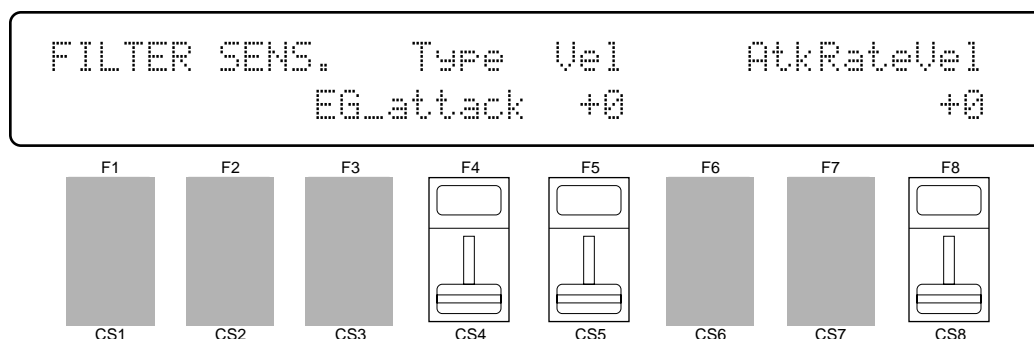 FILTER SENS. Type Vel AtkRateVel
EG_attack +0 +0
F1 F2 F3 F4 F5 F6 F7 F8
CS1 CS2 CS3 CS4 CS5 CS6 CS7 CS8